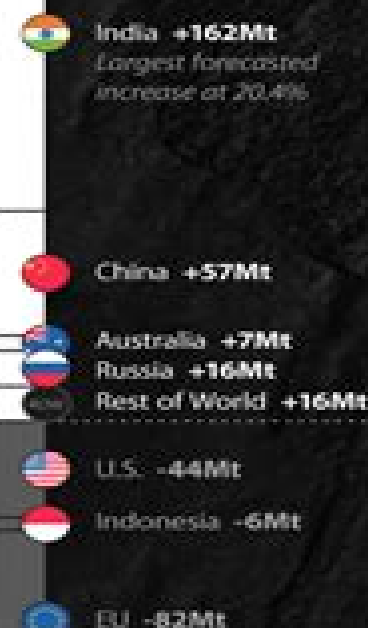 India +162Mt
Largest forecasted
increase at 20.4%
China +57Mt
Australia +7Mt
Russia +16Mt
Rest of World +16Mt
U.S. -44Mt
Indonesia -6Mt
EU -82Mt